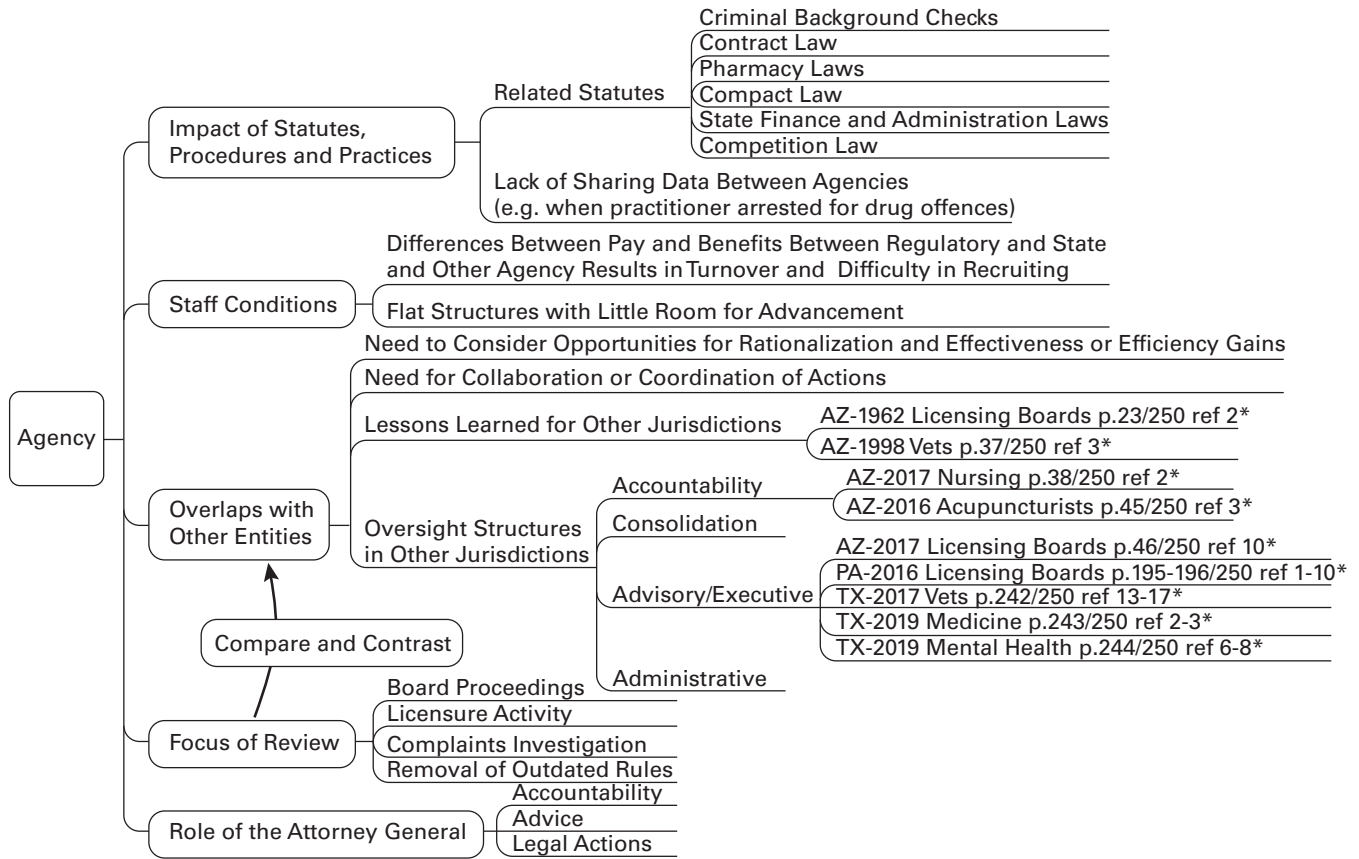 Agency
Impact of Statutes,
Procedures and Practices
Related Statutes
Criminal Background Checks
Contract Law
Pharmacy Laws
Compact Law
State Finance and Administration Laws
Competition Law
Lack of Sharing Data Between Agencies
(e.g. when practitioner arrested for drug offences)
Staff Conditions
Differences Between Pay and Benefits Between Regulatory and State
and Other Agency Results in Turnover and Difficulty in Recruiting
Flat Structures with Little Room for Advancement
Overlaps with
Other Entities
Need to Consider Opportunities for Rationalization and Effectiveness or Efficiency Gains
Need for Collaboration or Coordination of Actions
Lessons Learned for Other Jurisdictions
AZ-1962 Licensing Boards p.23/250 ref 2*
AZ-1998 Vets p.37/250 ref 3*
Oversight Structures
in Other Jurisdictions
Accountability
AZ-2017 Nursing p.38/250 ref 2*
AZ-2016 Acupuncturists p.45/250 ref 3*
Consolidation
Advisory/Executive
AZ-2017 Licensing Boards p.46/250 ref 10*
PA-2016 Licensing Boards p.195-196/250 ref 1-10*
TX-2017 Vets p.242/250 ref 13-17*
TX-2019 Medicine p.243/250 ref 2-3*
TX-2019 Mental Health p.244/250 ref 6-8*
Administrative
Compare and Contrast
Focus of Review
Board Proceedings
Licensure Activity
Complaints Investigation
Removal of Outdated Rules
Role of the Attorney General
Accountability
Advice
Legal Actions